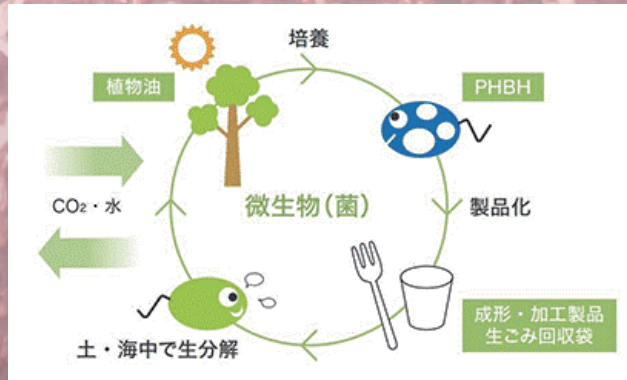 培養
植物油
PHBH
CO₂・水
微生物(菌)
製品化
成形・加工製品
生ごみ回収袋
土・海中で生分解